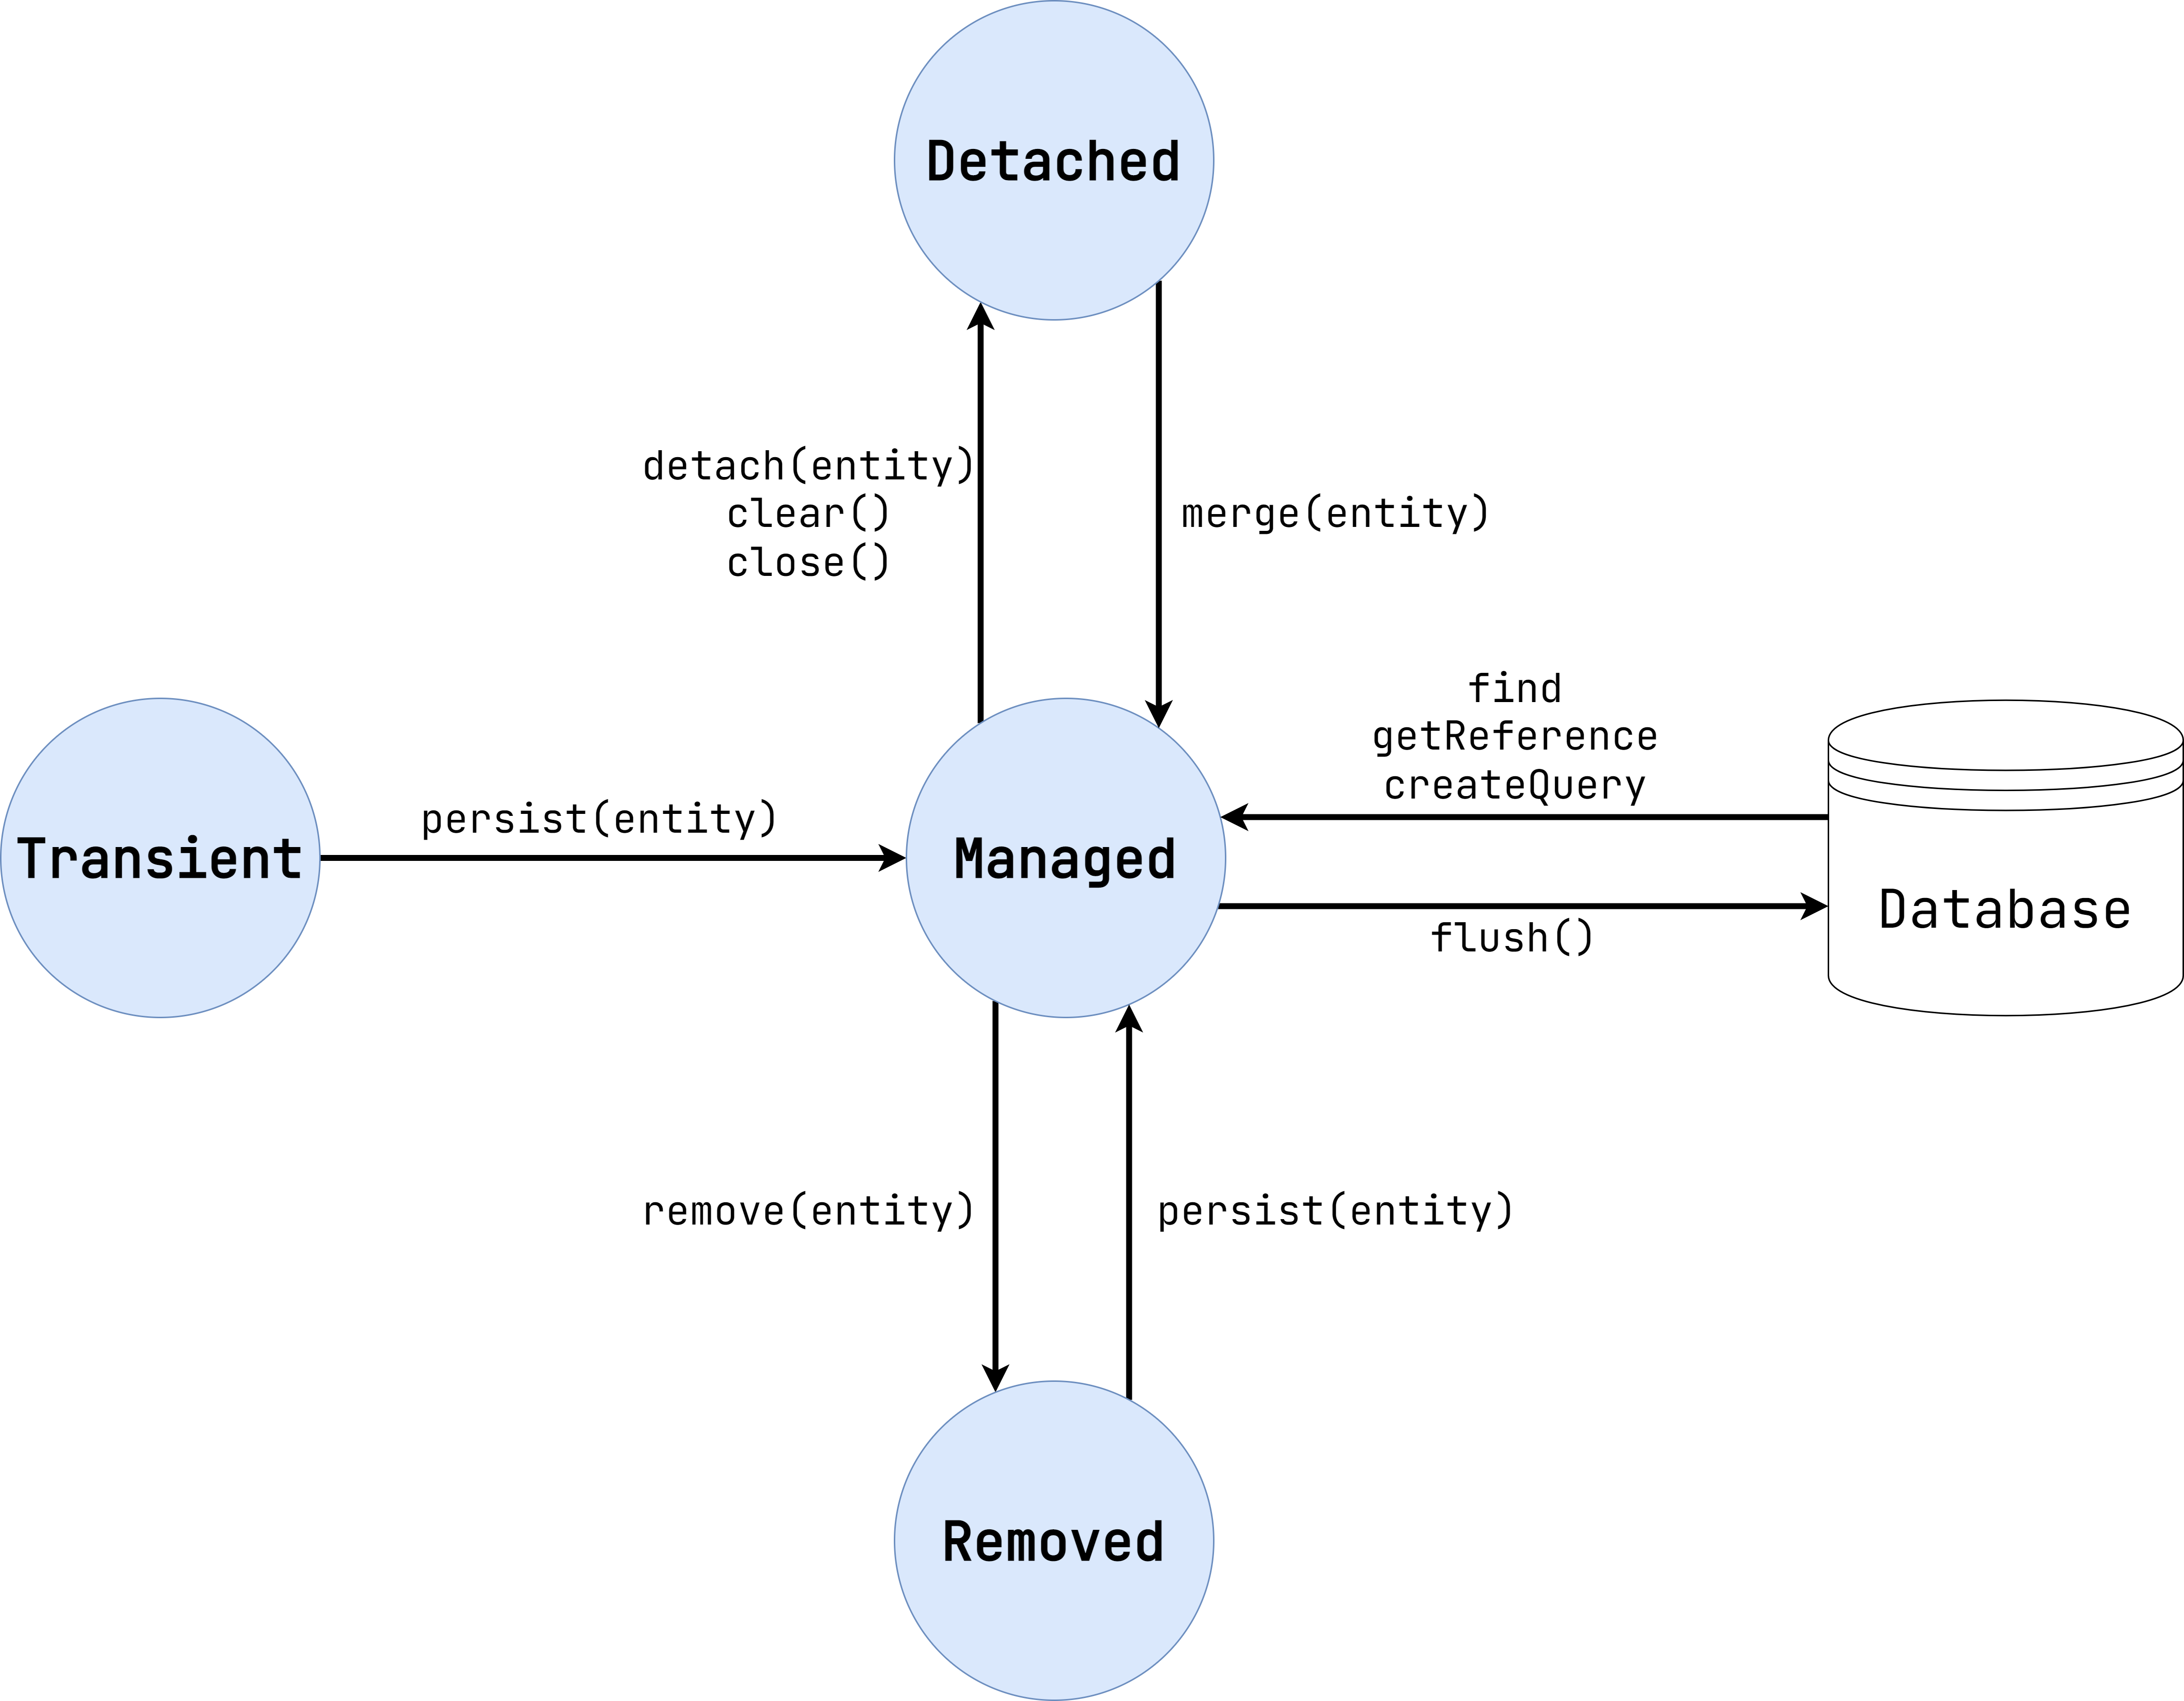 Detached
detach(entity)
clear()
close()
merge(entity)
find
getReference
createQuery
Transient
persist(entity)
Managed
Database
flush()
remove(entity)
persist(entity)
Removed